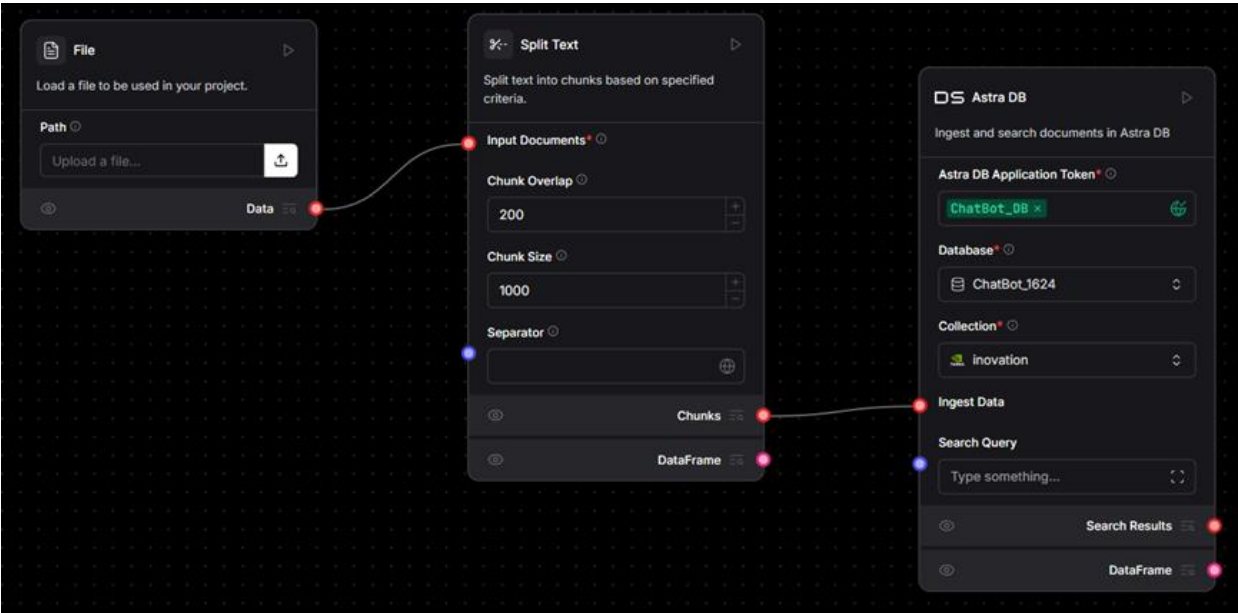 File
Load a file to be used in your project.
Path
Upload a file...
Data
Split Text
Split text into chunks based on specified
criteria.
Input Documents*
Chunk Overlap
200
Chunk Size
1000
Separator
Chunks
DataFrame
DS Astra DB
Ingest and search documents in Astra DB
Astra DB Application Token*
ChatBot_DB ×
Database*
ChatBot_1624
Collection*
inovation
Ingest Data
Search Query
Type something...
Search Results
DataFrame